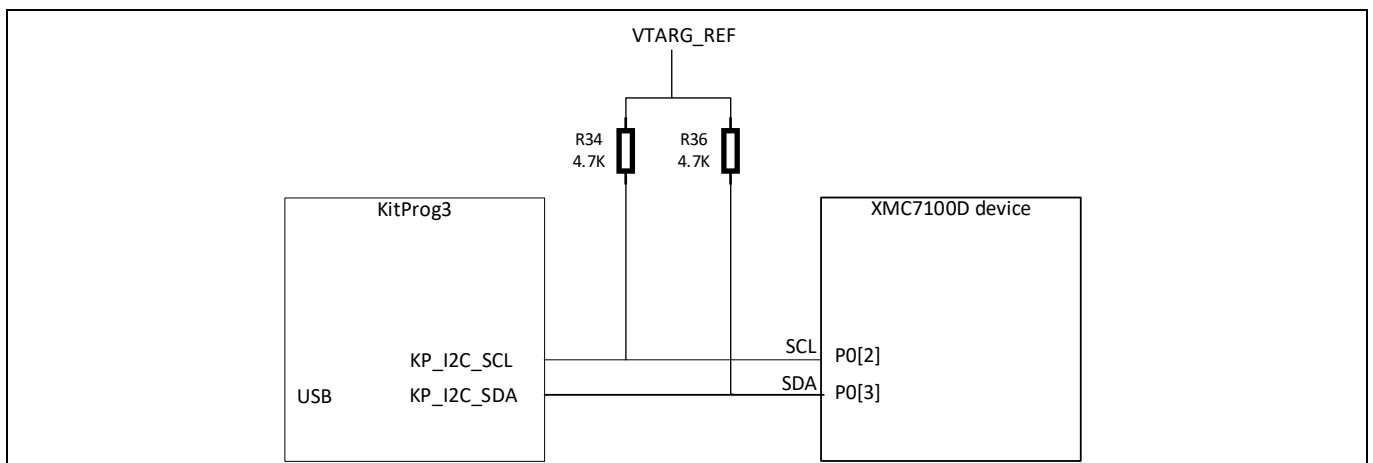 VTARG_REF
R34
4.7K
R36
4.7K
KitProg3
XMC7100D device
KP_I2C_SCL
SCL
P0[2]
USB
KP_I2C_SDA
SDA
P0[3]